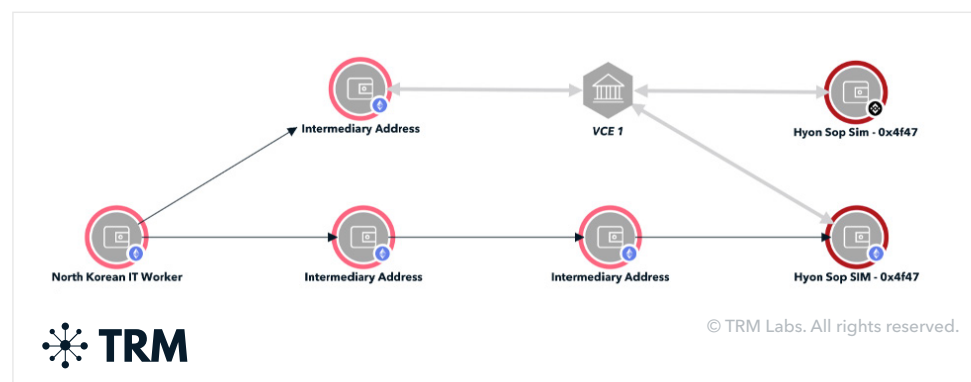 Intermediary Address
VCE 1
Hyon Sop Sim - 0x4f47
North Korean IT Worker
Intermediary Address
Intermediary Address
Hyon Sop SIM - 0x4f47
TRM
© TRM Labs. All rights reserved.